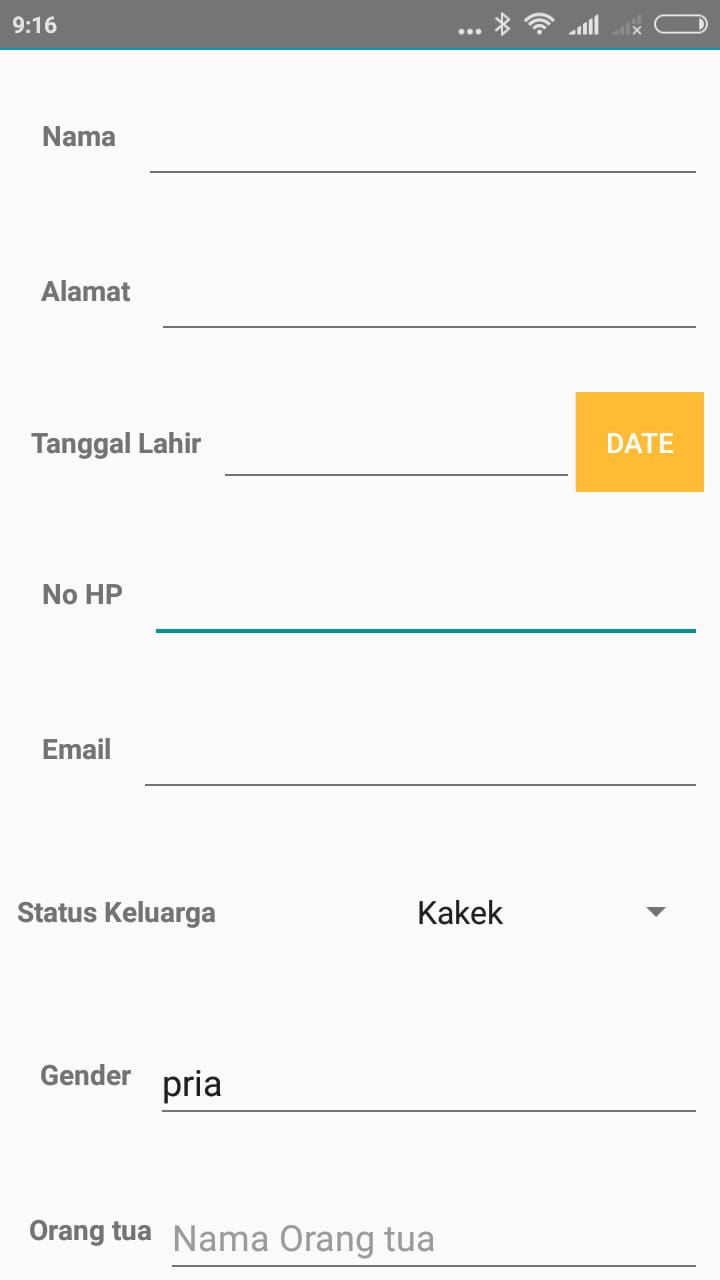 9:16
Nama
Alamat
Tanggal Lahir DATE
No HP
Email
Status Keluarga Kakek
Gender pria
Orang tua Nama Orang tua